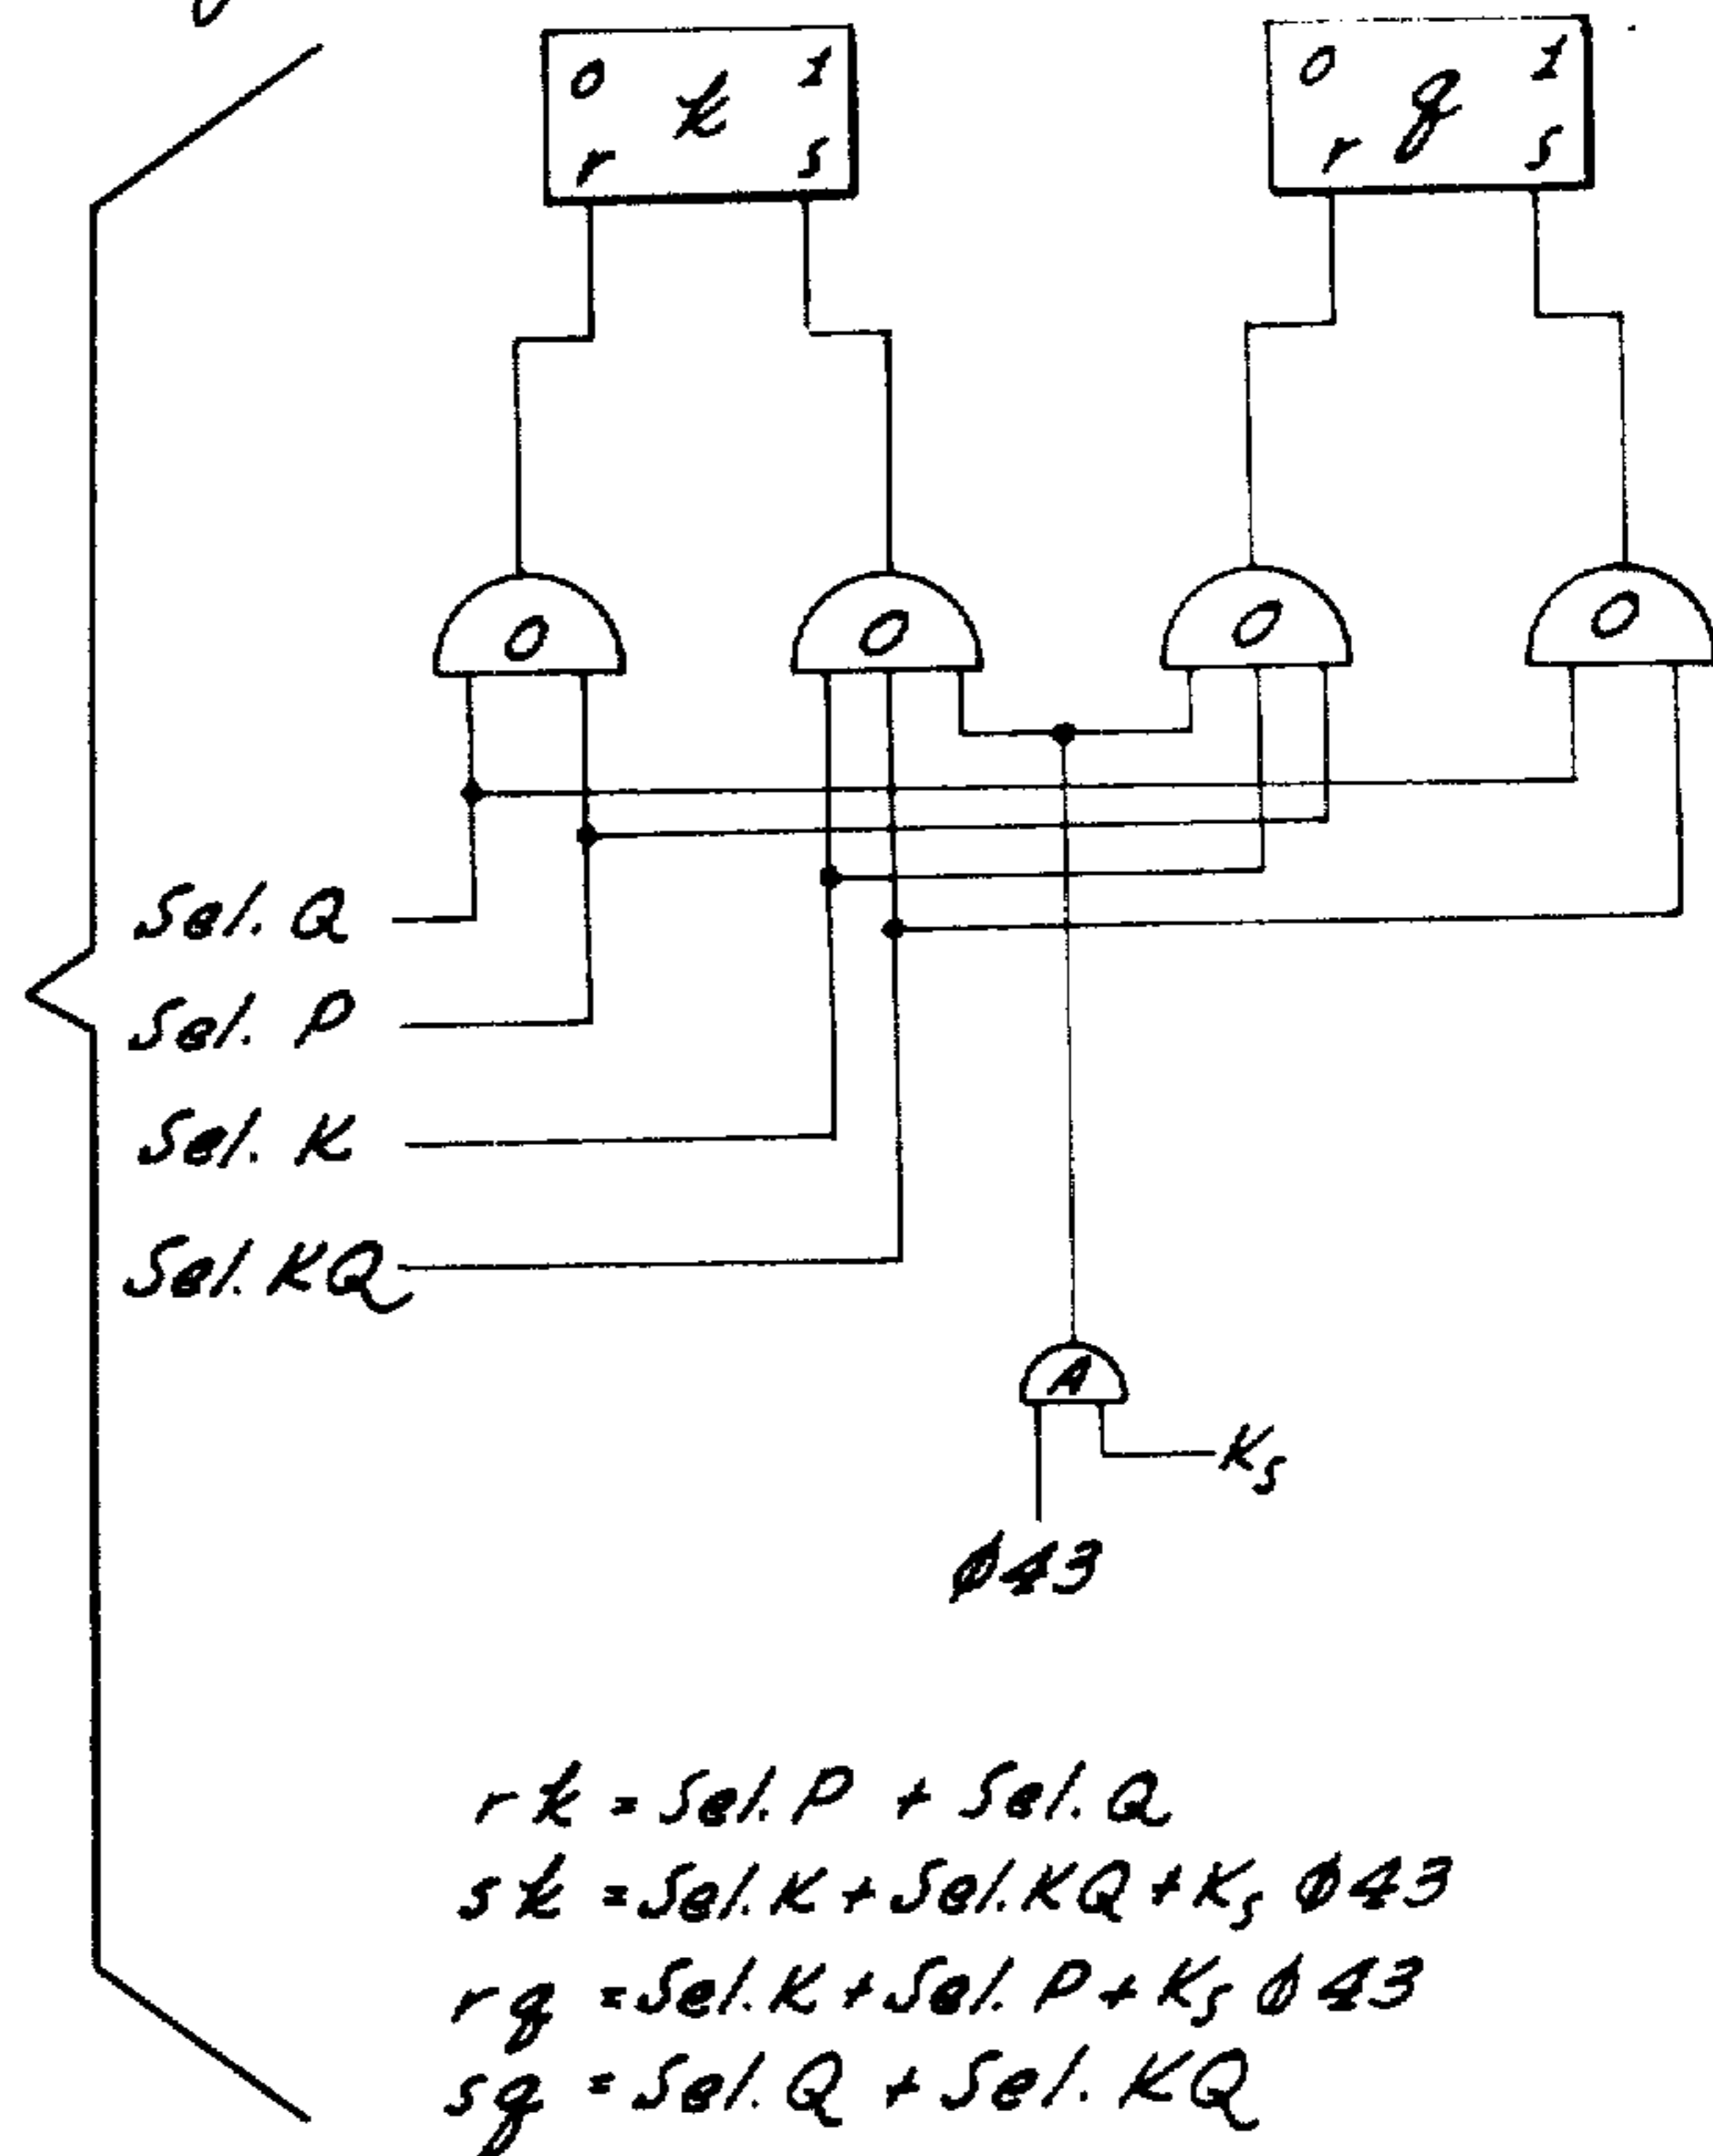 0 1 0 1
k q
r s r s
0 0 0 0
Sel. Q
Sel. P
Sel. K
Sel. KQ
A
Ks
ø43
rk = Sel. P + Sel. Q
sk = Sel. K + Sel. KQ + Ks ø43
rq = Sel. K + Sel. P + Ks ø43
sq = Sel. Q + Sel. KQ